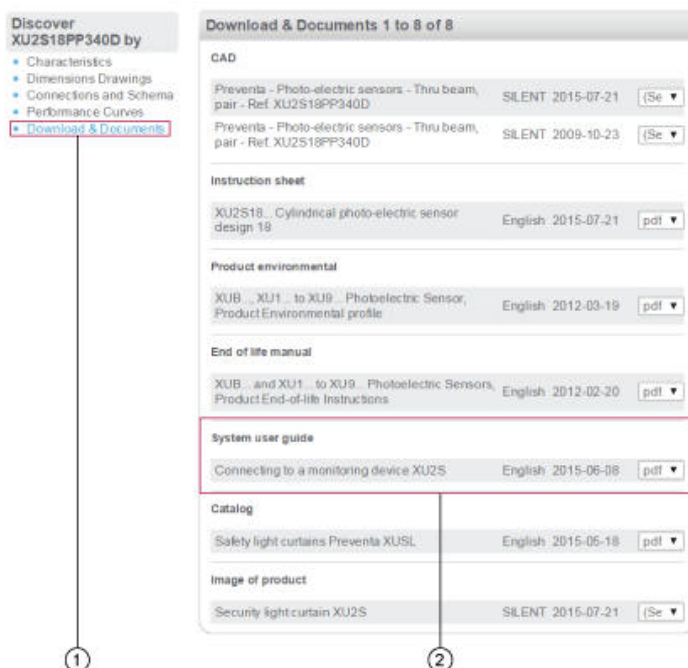 Discover
XU2S18PP340D by
Characteristics
Dimensions Drawings
Connections and Schema
Performance Curves
Download & Documents
Download & Documents 1 to 8 of 8
CAD
Preventa - Photo-electric sensors - Thru beam,
pair - Ref. XU2S18PP340D
SILENT 2015-07-21 (Se
Preventa - Photo-electric sensors - Thru beam,
pair - Ref. XU2S18PP340D
SILENT 2009-10-23 (Se
Instruction sheet
XU2S18... Cylindrical photo-electric sensor
design 18
English 2015-07-21 pdf
Product environmental
XUB..., XU1... to XU9... Photoelectric Sensor,
Product Environmental profile
English 2012-03-19 pdf
End of life manual
XUB... and XU1... to XU9... Photoelectric Sensors,
Product End-of-life Instructions
English 2012-02-20 pdf
System user guide
Connecting to a monitoring device XU2S English 2015-06-08 pdf
Catalog
Safety light curtains Preventa XUSL English 2015-05-18 pdf
Image of product
Security light curtain XU2S SILENT 2015-07-21 (Se
1 2